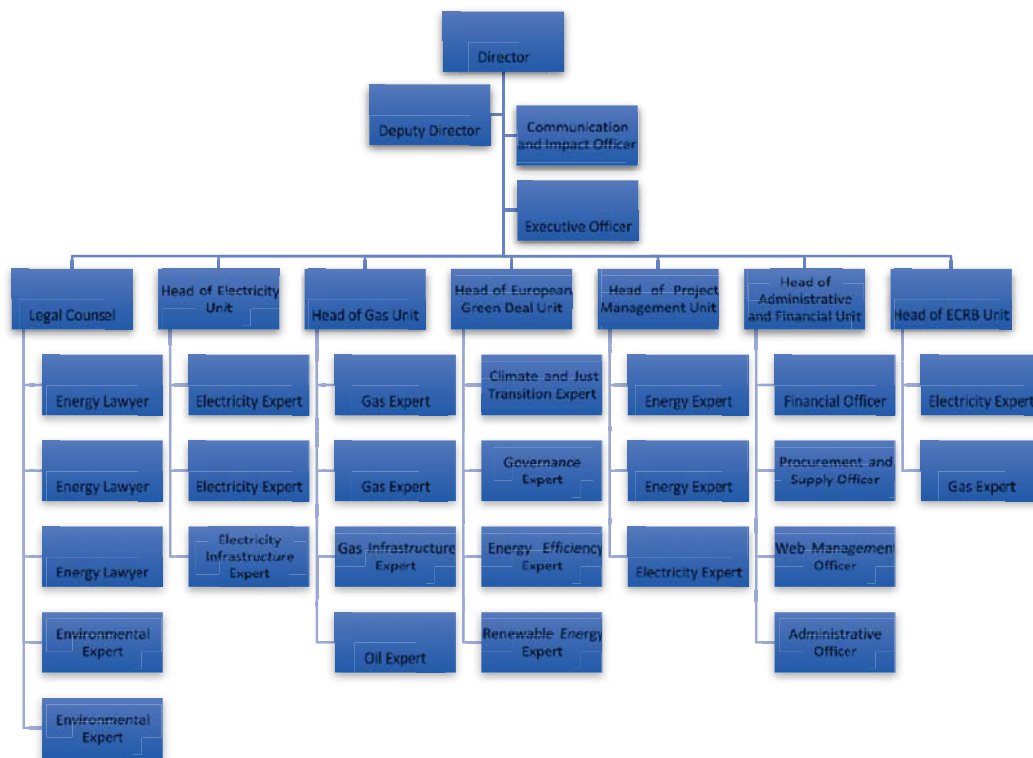 Director
Deputy Director
Communication
and Impact Officer
Executive Officer
Legal Counsel
Head of Electricity
Unit
Head of Gas Unit
Head of European
Green Deal Unit
Head of Project
Management Unit
Head of
Administrative
and Financial Unit
Head of ECRB Unit
Energy Lawyer
Electricity Expert
Gas Expert
Climate and Just
Transition Expert
Energy Expert
Financial Officer
Electricity Expert
Energy Lawyer
Electricity Expert
Gas Expert
Governance
Expert
Energy Expert
Procurement and
Supply Officer
Gas Expert
Energy Lawyer
Electricity
Infrastructure
Expert
Gas Infrastructure
Expert
Energy Efficiency
Expert
Electricity Expert
Web Management
Officer
Environmental
Expert
Oil Expert
Renewable Energy
Expert
Administrative
Officer
Environmental
Expert